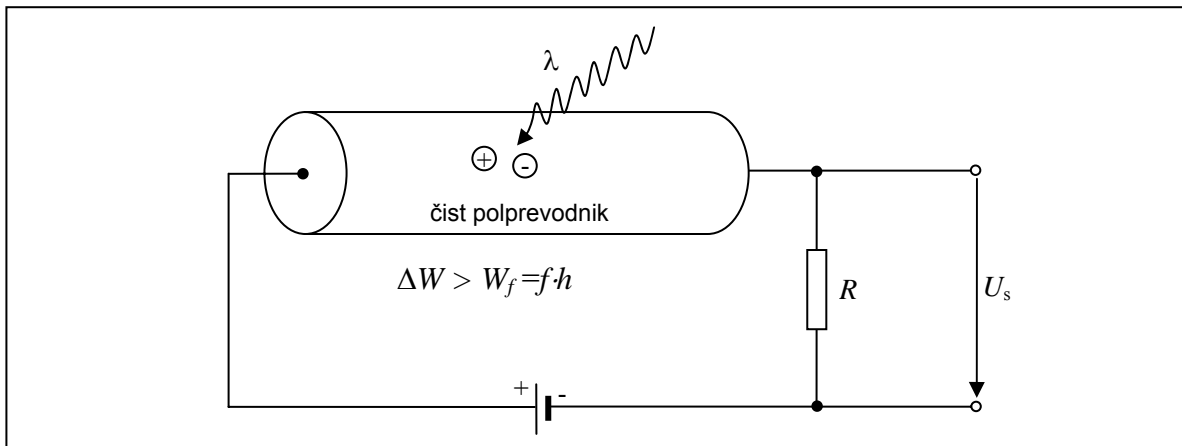 λ
+ -
čist polprevodnik
ΔW > W_f=f·h
R
U_s
+ -